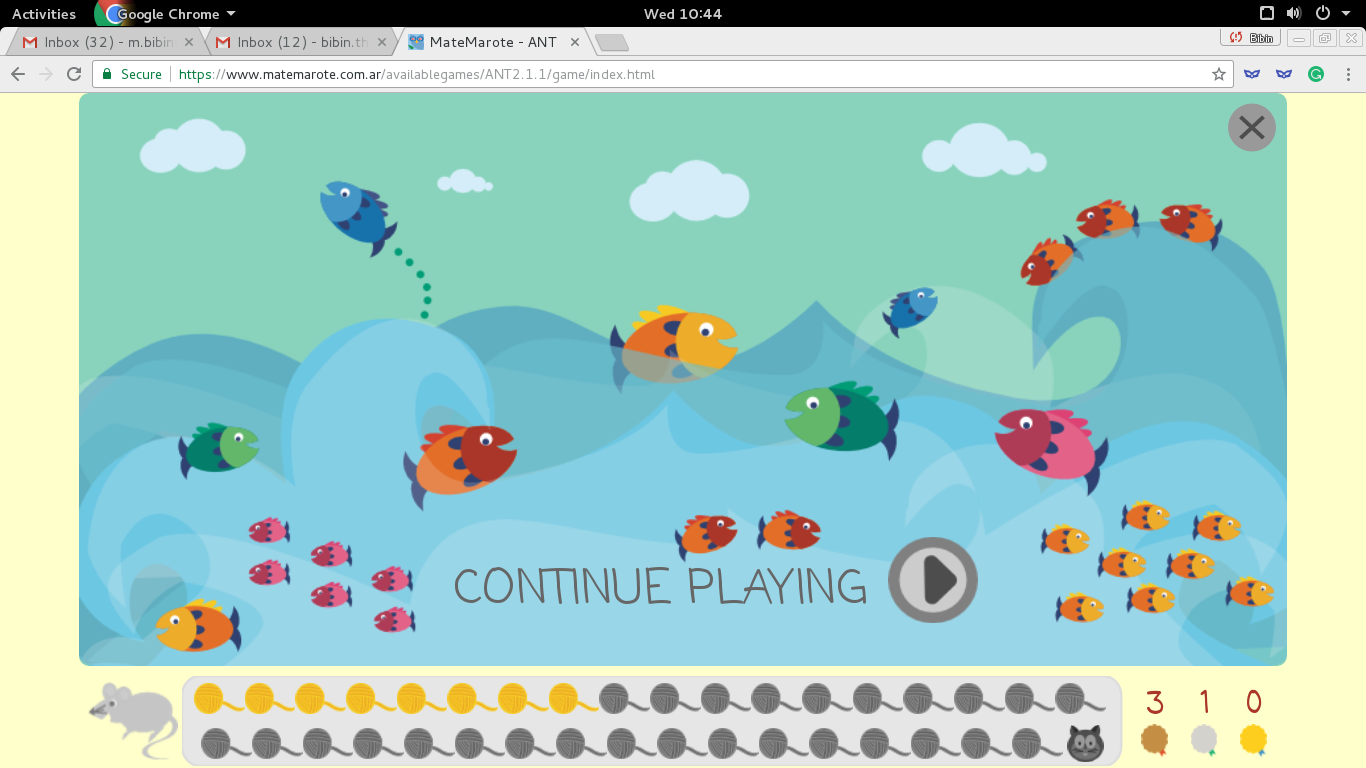 Activities
Google Chrome
Wed 10:44
Inbox (32) - m.bibin
Inbox (12) - bibin.th
MateMarote - ANT
Bibin
Secure
https://www.matemarote.com.ar/availablegames/ANT2.1.1/game/index.html
CONTINUE PLAYING
3 1 0